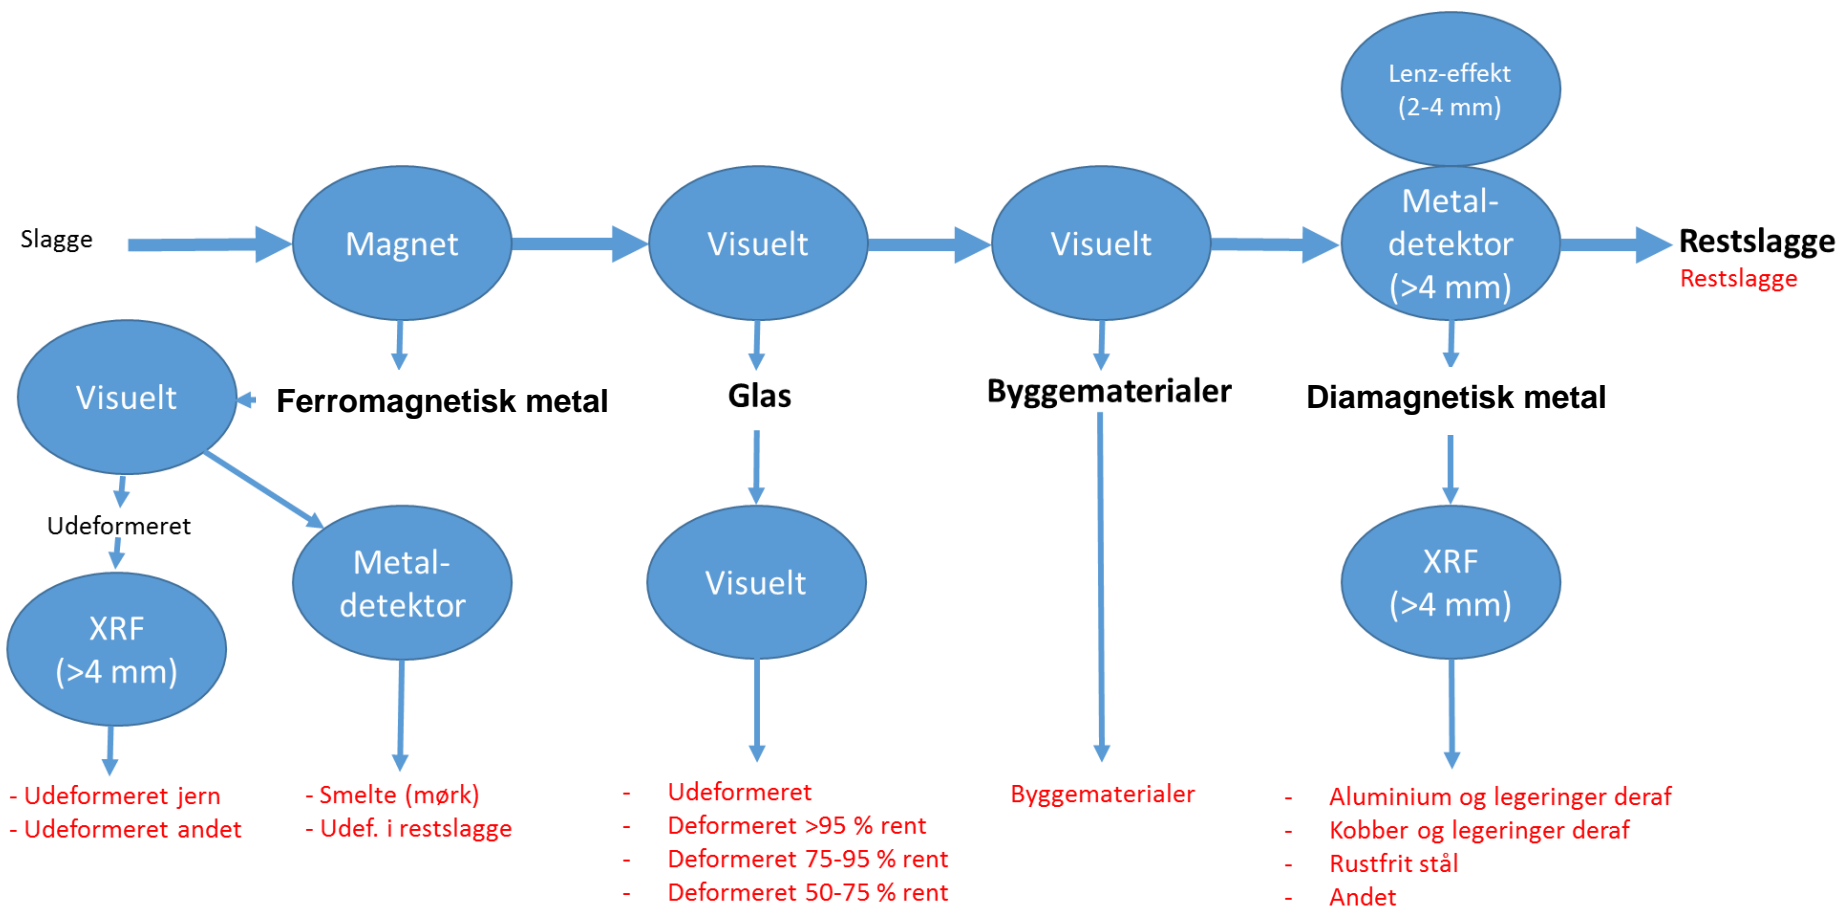 Lenz-effekt
(2-4 mm)
Slagge
Magnet
Visuelt
Visuelt
Metal-
detektor
(>4 mm)
Restslagge
Restslagge
Visuelt
Ferromagnetisk metal
Glas
Byggematerialer
Diamagnetisk metal
Udeformeret
XRF
(>4 mm)
Metal-
detektor
Visuelt
XRF
(>4 mm)
- Udeformeret jern
- Udeformeret andet
- Smelte (mørk)
- Udef. i restslagge
- Udeformeret
- Deformeret >95 % rent
- Deformeret 75-95 % rent
- Deformeret 50-75 % rent
Byggematerialer
- Aluminium og legeringer deraf
- Kobber og legeringer deraf
- Rustfrit stål
- Andet